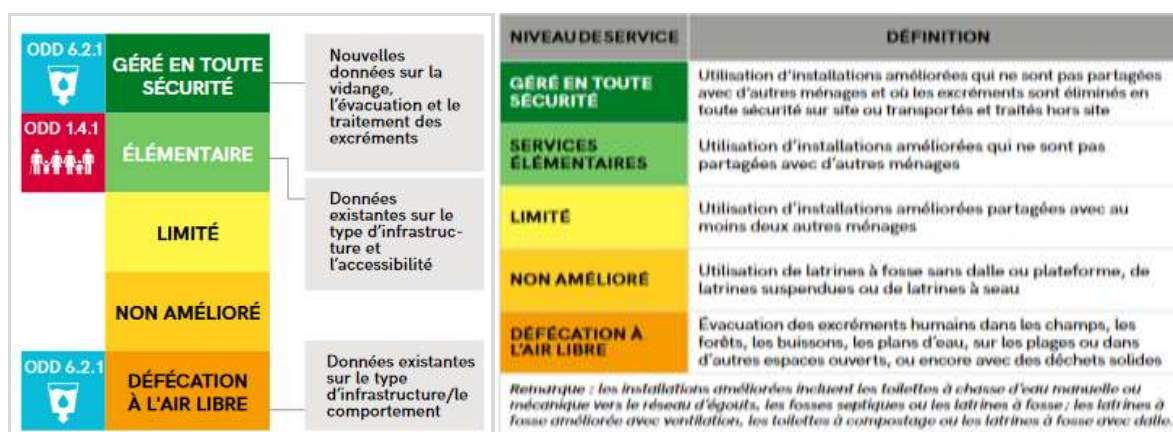 ODD 6.2.1
GÉRÉ EN TOUTE
SÉCURITÉ
ODD 1.4.1
ÉLÉMENTAIRE
LIMITÉ
NON AMÉLIORÉ
ODD 6.2.1
DÉFÉCATION
À L'AIR LIBRE
Nouvelles
données sur la
vidange,
l'évacuation et le
traitement des
excréments
Données
existantes sur le
type d'infrastruc-
ture et
l'accessibilité
Données existantes
sur le type
d'infrastructure/le
comportement
NIVEAU DE SERVICE
DÉFINITION
GÉRÉ EN TOUTE
SÉCURITÉ
Utilisation d'installations améliorées qui ne sont pas partagées
avec d'autres ménages et où les excréments sont éliminés en
toute sécurité sur site ou transportés et traités hors site
SERVICES
ÉLÉMENTAIRES
Utilisation d'installations améliorées qui ne sont pas
partagées avec d'autres ménages
LIMITÉ
Utilisation d'installations améliorées partagées avec au
moins deux autres ménages
NON AMÉLIORÉ
Utilisation de latrines à fosse sans dalle ou plateforme, de
latrines suspendues ou de latrines à seau
DÉFÉCATION À
L'AIR LIBRE
Évacuation des excréments humains dans les champs, les
forêts, les buissons, les plans d'eau, sur les plages ou dans
d'autres espaces ouverts, ou encore avec des déchets solides
Remarque : les installations améliorées incluent les toilettes à chasse d'eau manuelle ou
mécanique vers le réseau d'égouts, les fosses septiques ou les latrines à fosse ; les latrines à
fosse améliorée avec ventilation, les toilettes à compostage ou les latrines à fosse avec dalle.